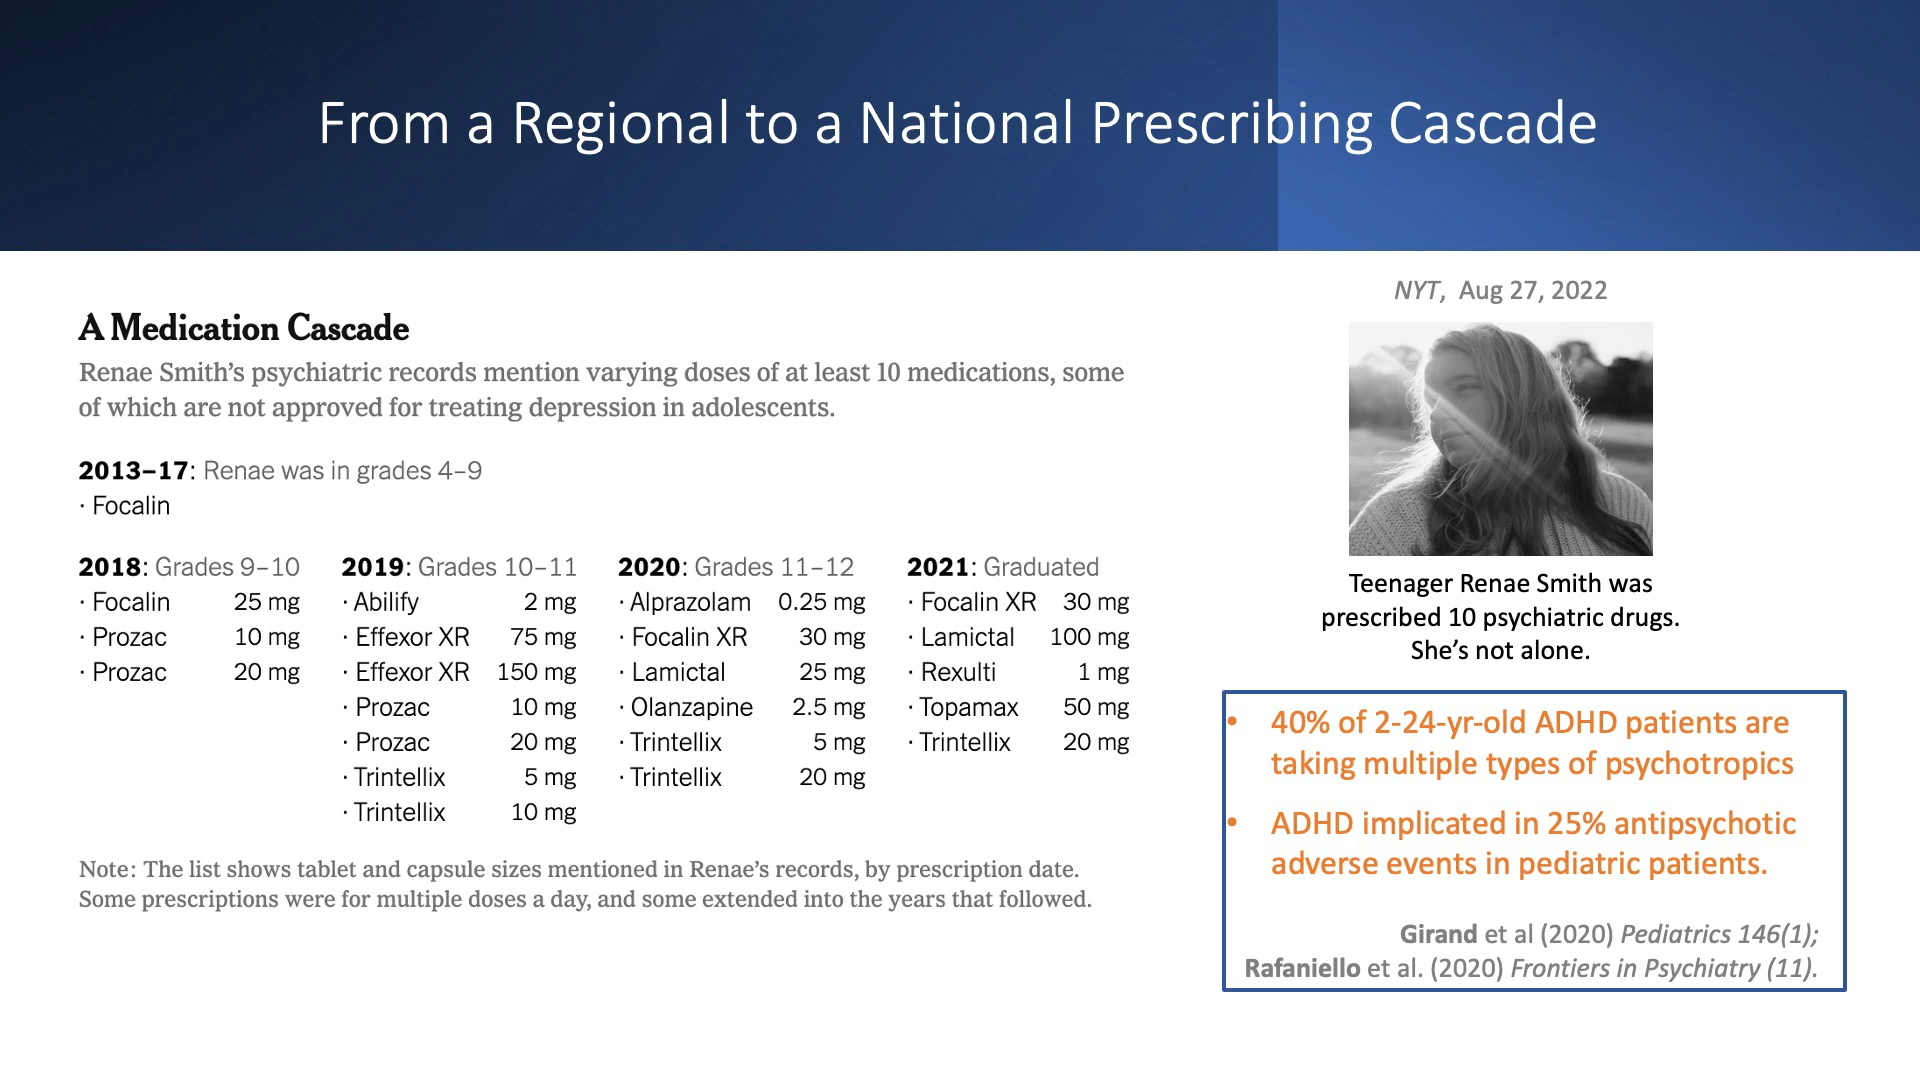 From a Regional to a National Prescribing Cascade
A Medication Cascade
Renae Smith’s psychiatric records mention varying doses of at least 10 medications, some
of which are not approved for treating depression in adolescents.
2013–17: Renae was in grades 4–9
· Focalin
2018: Grades 9–10
· Focalin 25 mg
· Prozac 10 mg
· Prozac 20 mg
2019: Grades 10–11
· Abilify 2 mg
· Effexor XR 75 mg
· Effexor XR 150 mg
· Prozac 10 mg
· Prozac 20 mg
· Trintellix 5 mg
· Trintellix 10 mg
2020: Grades 11–12
· Alprazolam 0.25 mg
· Focalin XR 30 mg
· Lamictal 25 mg
· Olanzapine 2.5 mg
· Trintellix 5 mg
· Trintellix 20 mg
2021: Graduated
· Focalin XR 30 mg
· Lamictal 100 mg
· Rexulti 1 mg
· Topamax 50 mg
· Trintellix 20 mg
Note: The list shows tablet and capsule sizes mentioned in Renae’s records, by prescription date.
Some prescriptions were for multiple doses a day, and some extended into the years that followed.
NYT, Aug 27, 2022
Teenager Renae Smith was
prescribed 10 psychiatric drugs.
She’s not alone.
• 40% of 2-24-yr-old ADHD patients are
taking multiple types of psychotropics
• ADHD implicated in 25% antipsychotic
adverse events in pediatric patients.
Girand et al (2020) Pediatrics 146(1);
Rafaniello et al. (2020) Frontiers in Psychiatry (11).